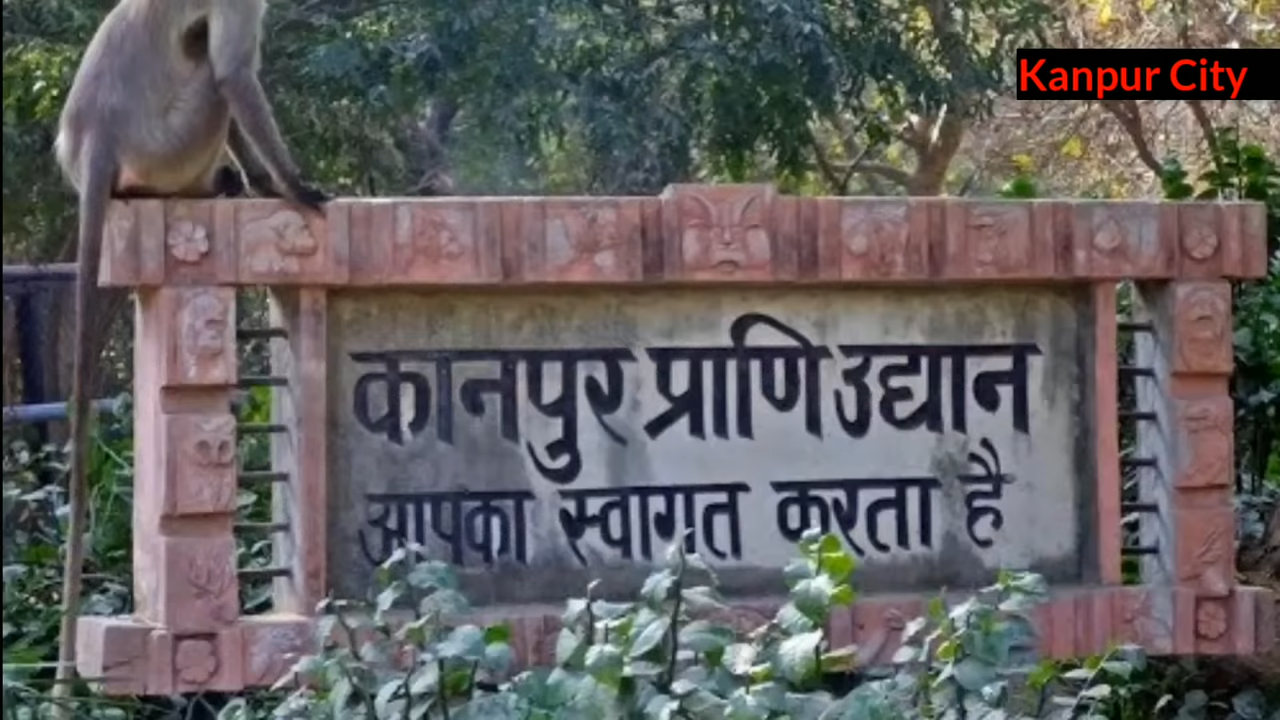 Kanpur City
कानपुर प्राणि उद्यान
आपका स्वागत करता है